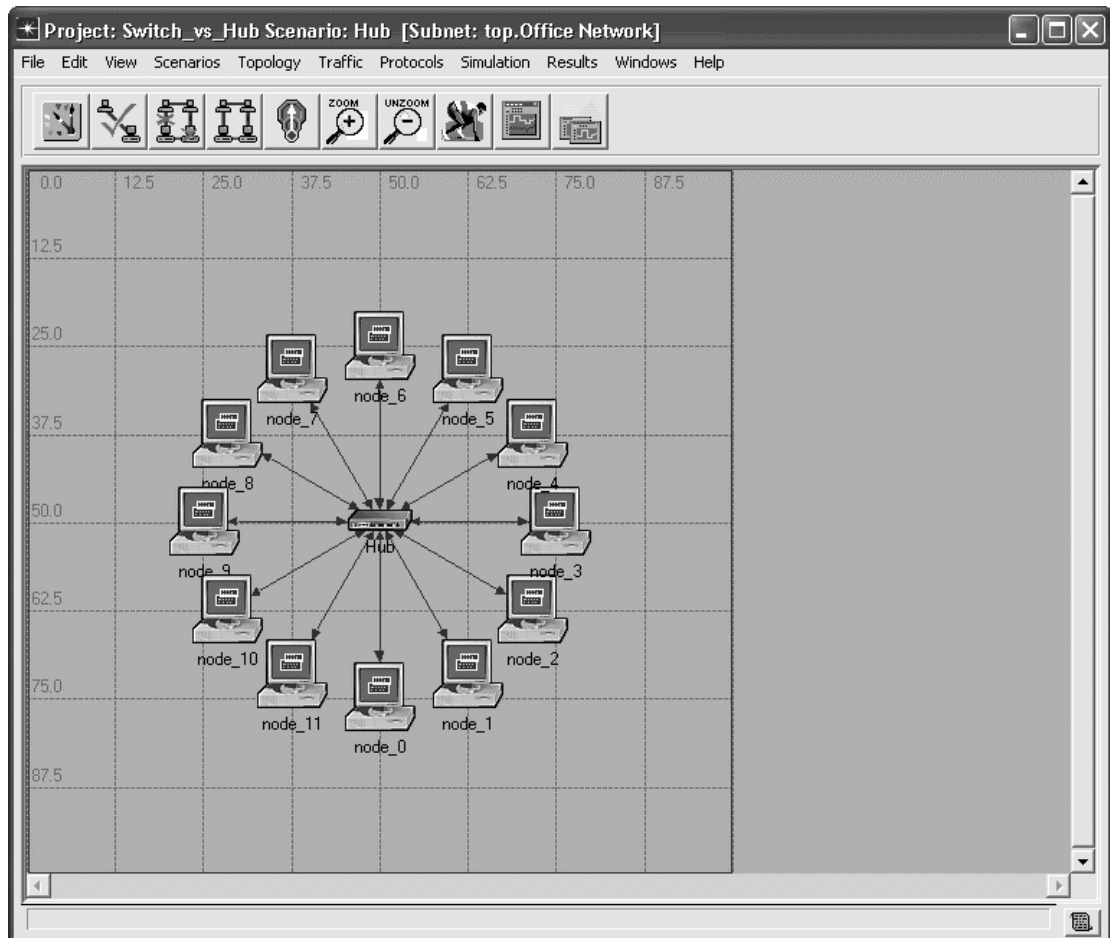 Project: Switch_vs_Hub Scenario: Hub [Subnet: top.Office Network]
File Edit View Scenarios Topology Traffic Protocols Simulation Results Windows Help
ZOOM UNZOOM
0.0 12.5 25.0 37.5 50.0 62.5 75.0 87.5
12.5
25.0
node_6
node_7 node_5
37.5
node_8 node_4
50.0
Hub
node_9 node_3
62.5
node_10 node_2
75.0
node_11 node_1
node_0
87.5